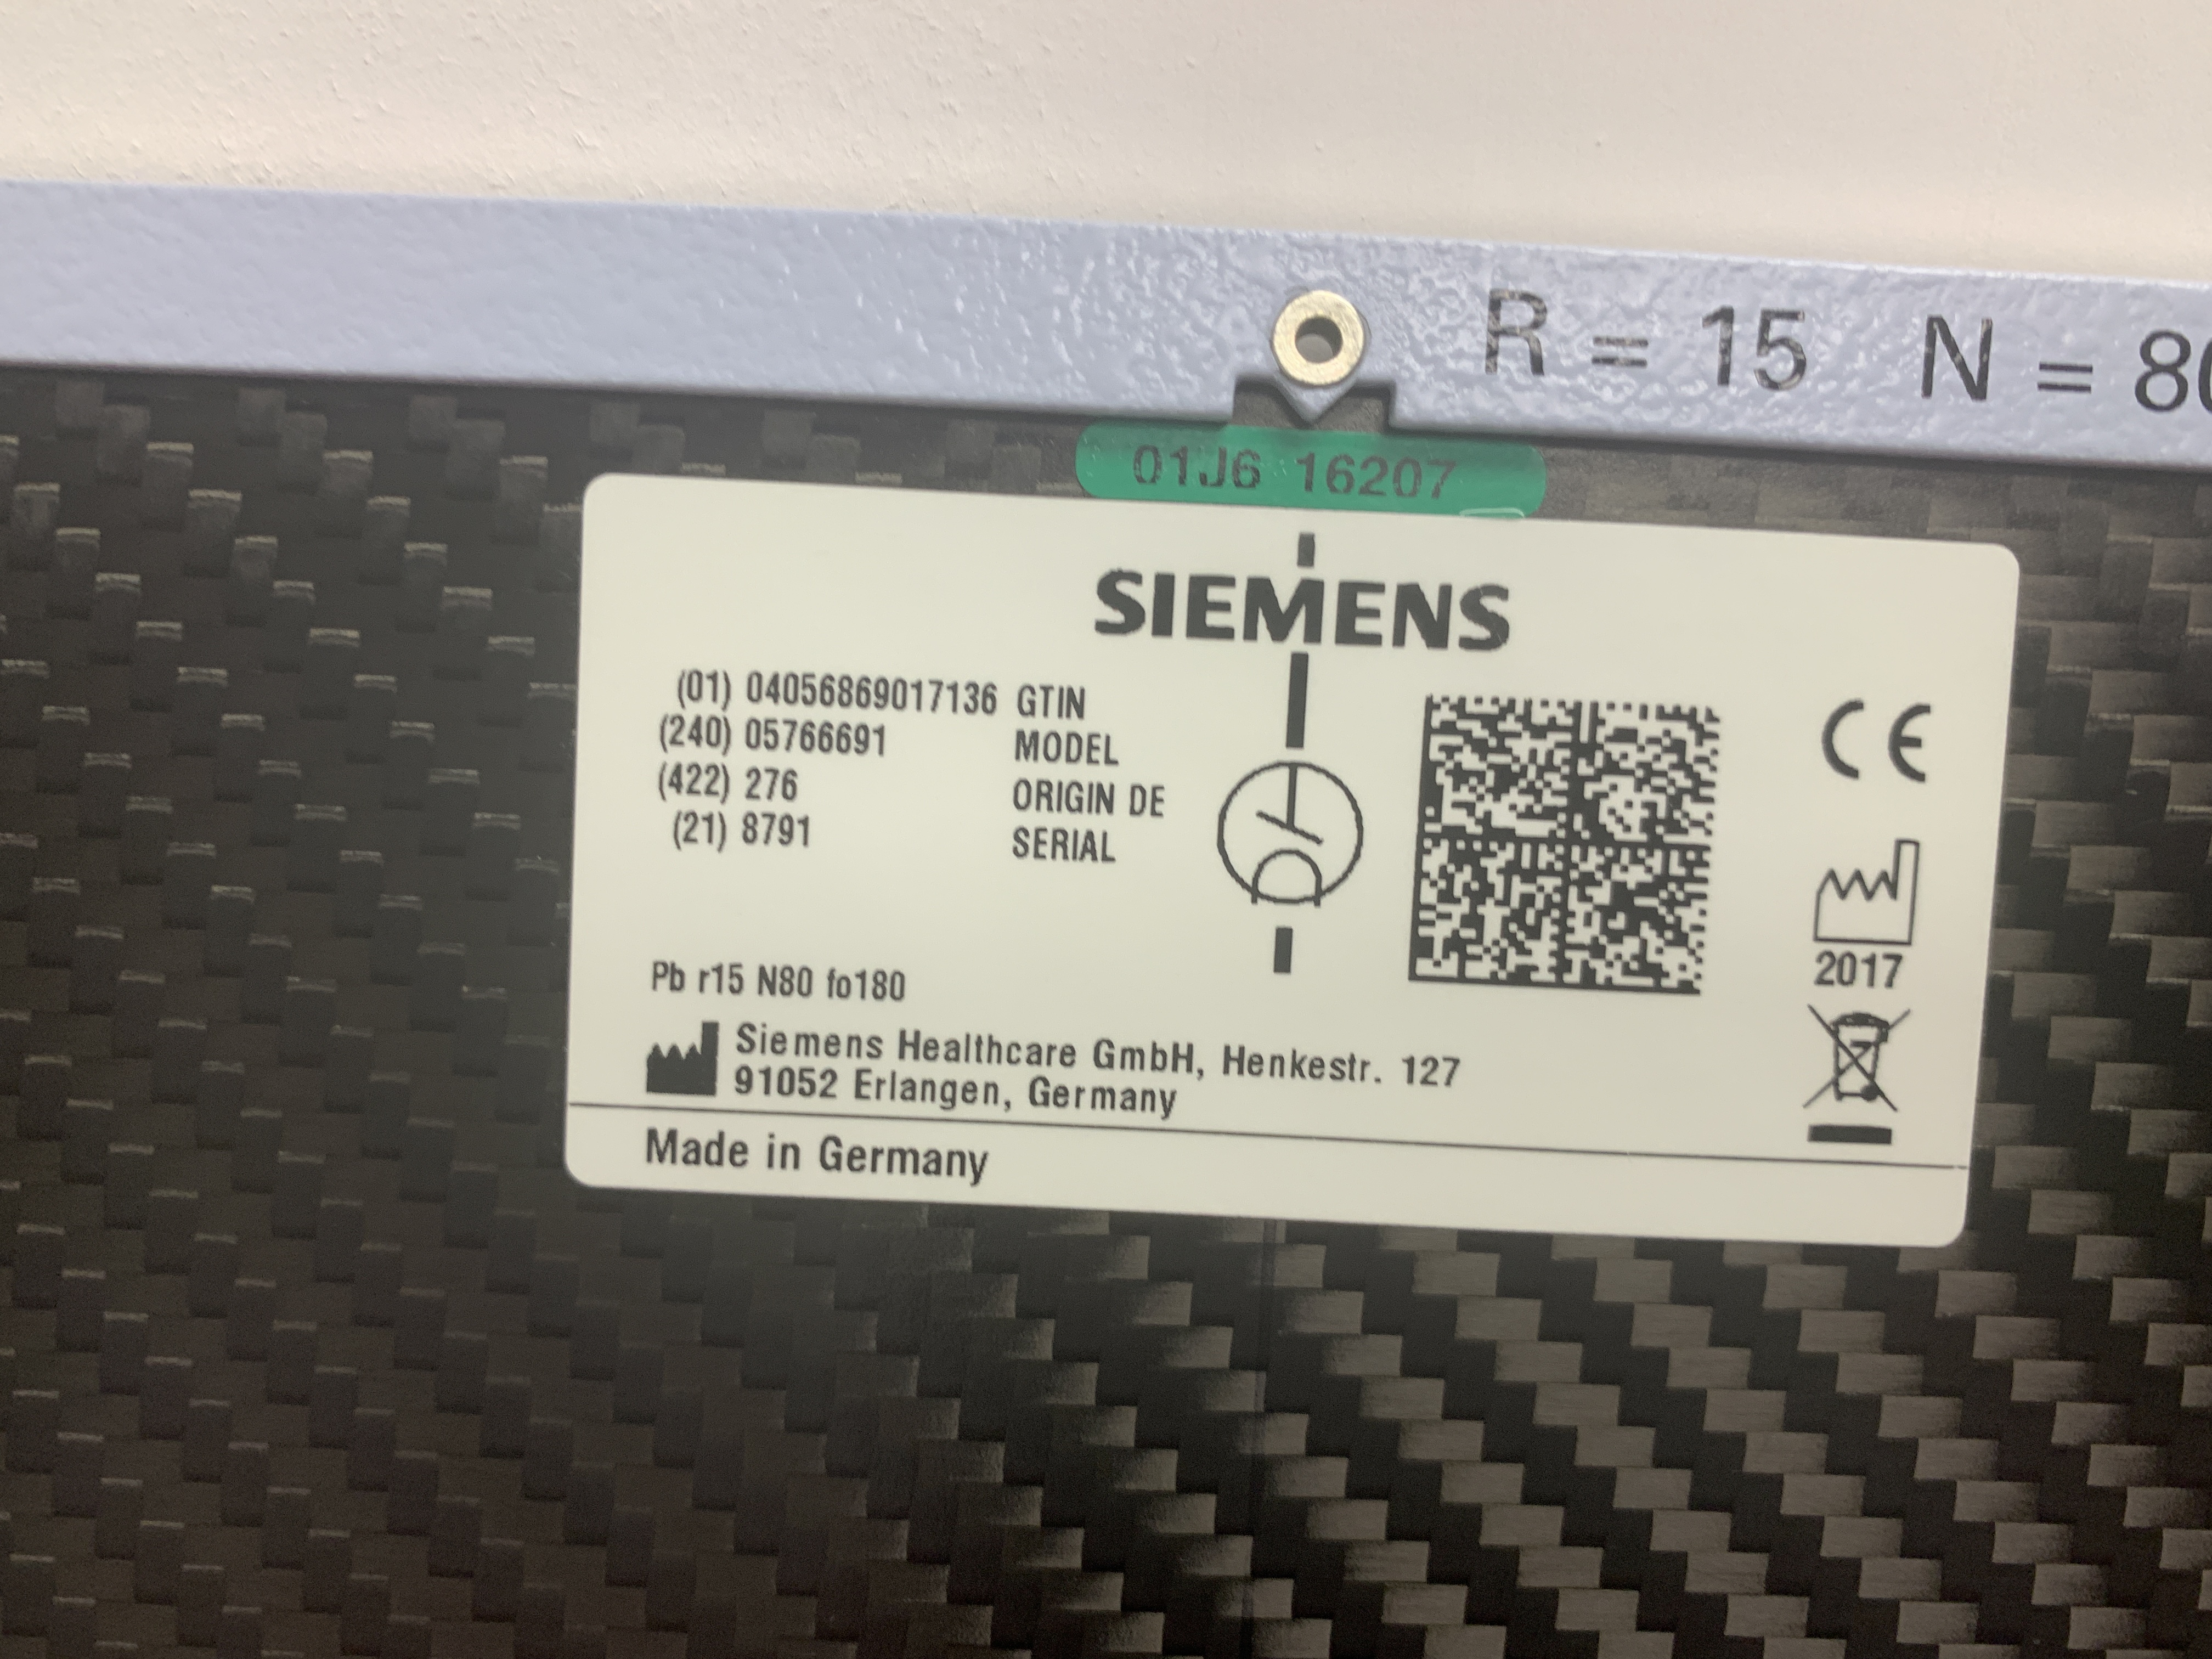 R = 15 N = 80
01J6 16207
SIEMENS
(01) 04056869017136 GTIN
(240) 05766691 MODEL
(422) 276 ORIGIN DE
(21) 8791 SERIAL
CE
2017
Pb r15 N80 fo180
Siemens Healthcare GmbH, Henkestr. 127
91052 Erlangen, Germany
Made in Germany